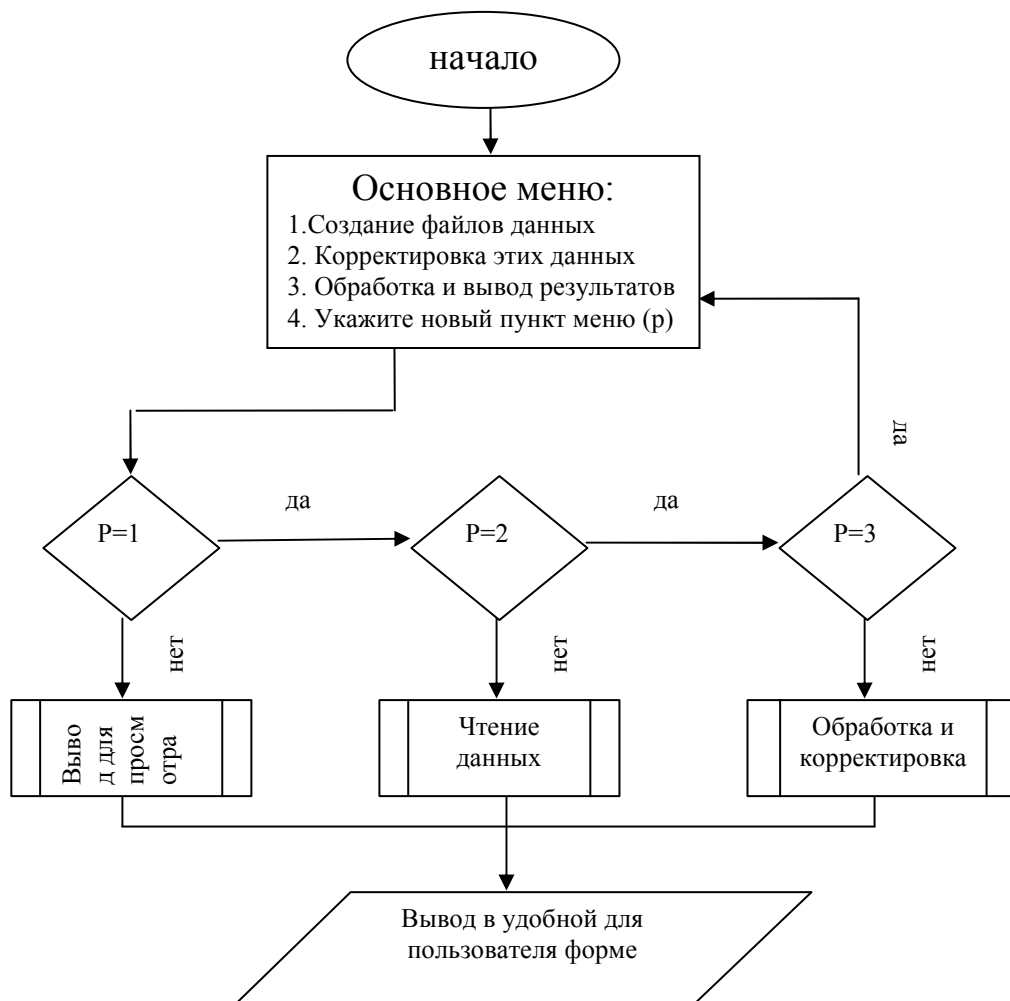 начало
Основное меню:
1.Создание файлов данных
2. Корректировка этих данных
3. Обработка и вывод результатов
4. Укажите новый пункт меню (р)
да
P=1
да
P=2
да
P=3
нет
нет
нет
Выво
д для
просм
отра
Чтение
данных
Обработка и
корректировка
Вывод в удобной для
пользователя форме